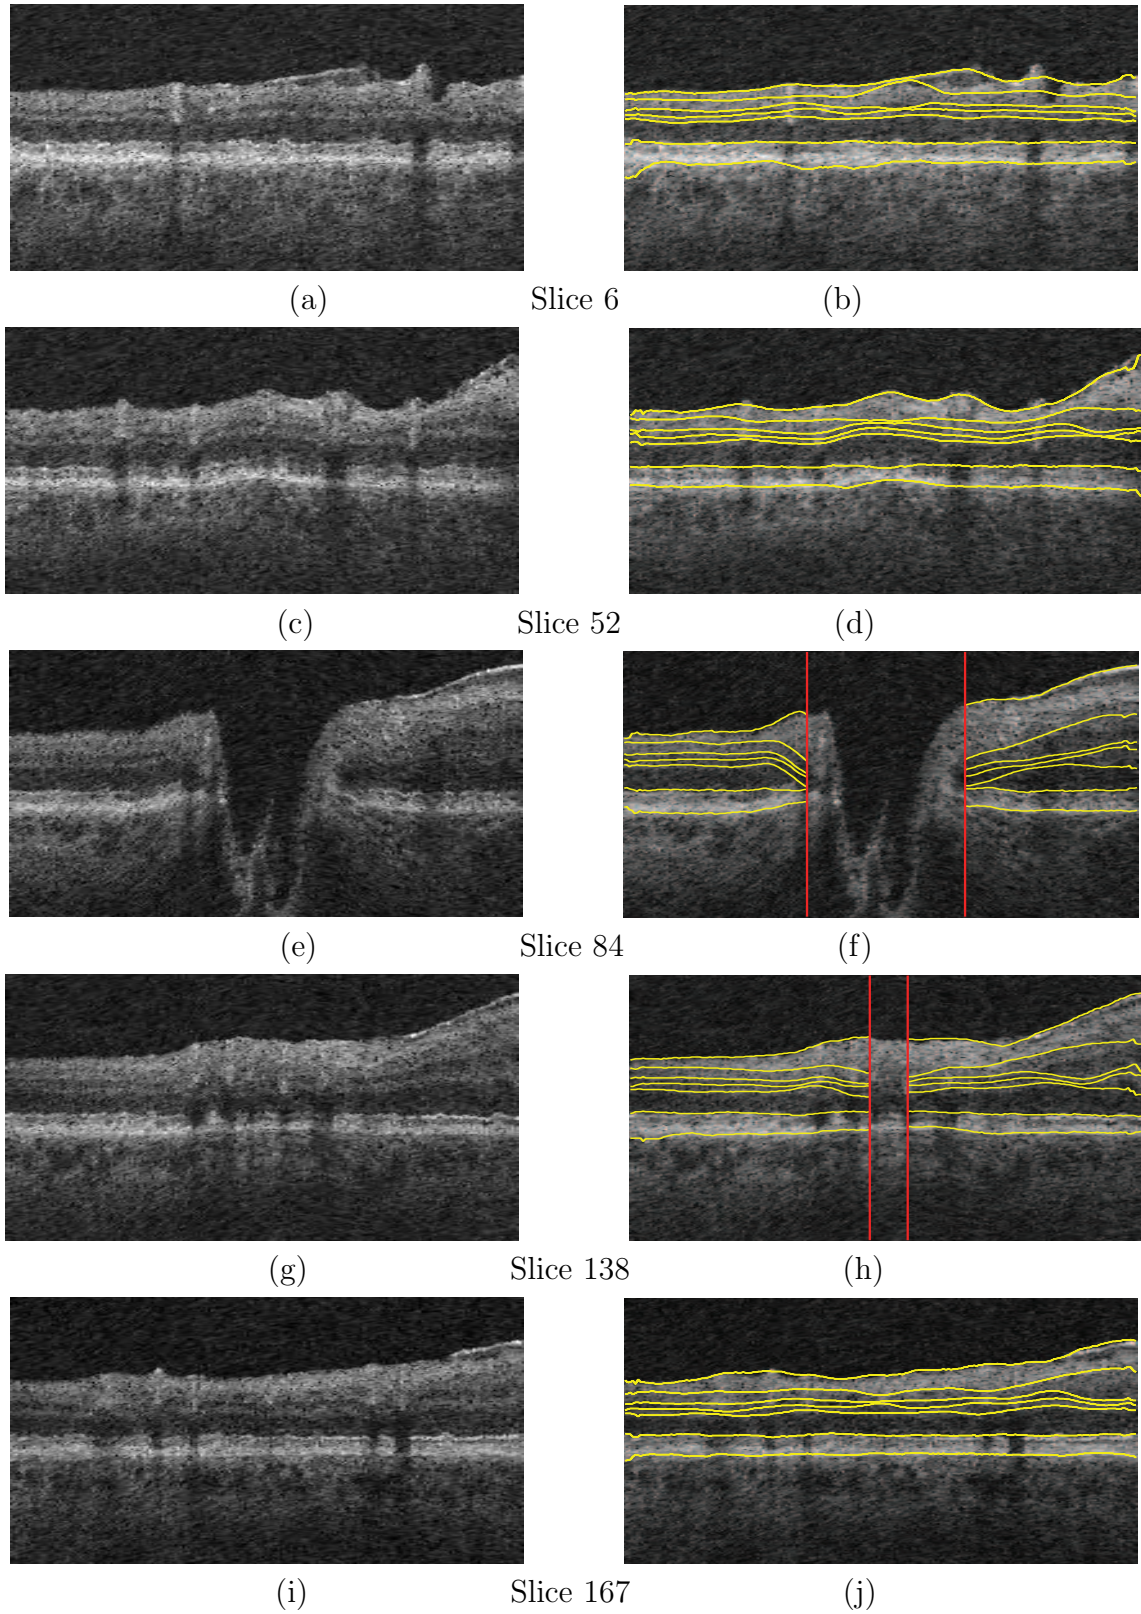 (a) Slice 6 (b)
(c) Slice 52 (d)
(e) Slice 84 (f)
(g) Slice 138 (h)
(i) Slice 167 (j)